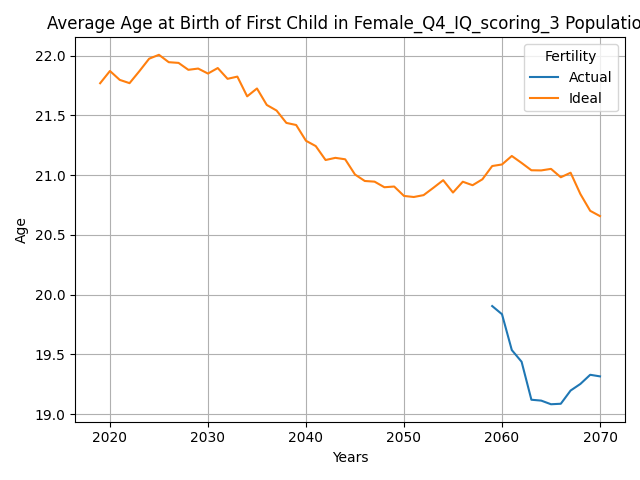 Average Age at Birth of First Child in Female_Q4_IQ_scoring_3 Populatio
Fertility
Actual
Ideal
22.0
21.5
21.0
20.5
20.0
19.5
19.0
Age
2020 2030 2040 2050 2060 2070
Years